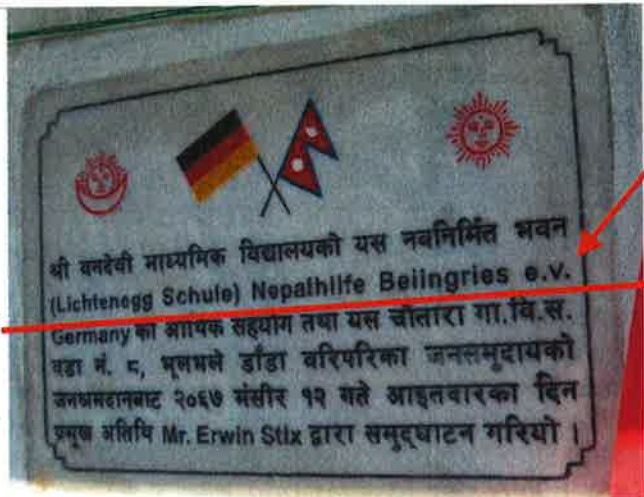 श्री वनदेवी माध्यमिक विद्यालयको यस नवनिर्मित भवन
(Lichtenegg Schule) Nepalhilfe Beilngries e.v.
Germany का आर्थिक सहयोग तथा यस चौतारा गा.वि.स.
वडा नं. ८, भूलभले डाँडा वरिपरिका जनसमुदायको
जनश्रमदानबाट २०६७ मंसीर १२ गते आइतवारका दिन
प्रमुख अतिथि Mr. Erwin Stix द्वारा समुद्घाटन गरियो ।